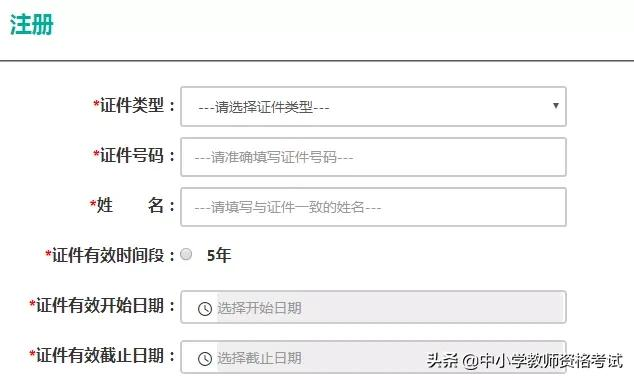 注册
*证件类型：---请选择证件类型---
*证件号码：---请准确填写证件号码---
*姓 名：---请填写与证件一致的姓名---
*证件有效时间段： 5年
*证件有效开始日期： 选择开始日期
*证件有效截止日期： 选择截止日期
头条 @中小学教师资格考试